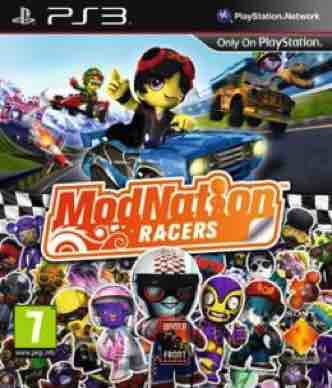 PS3
PlayStation®Network
Only On PlayStation®
ModNation
RACERS
7
www.pegi.info